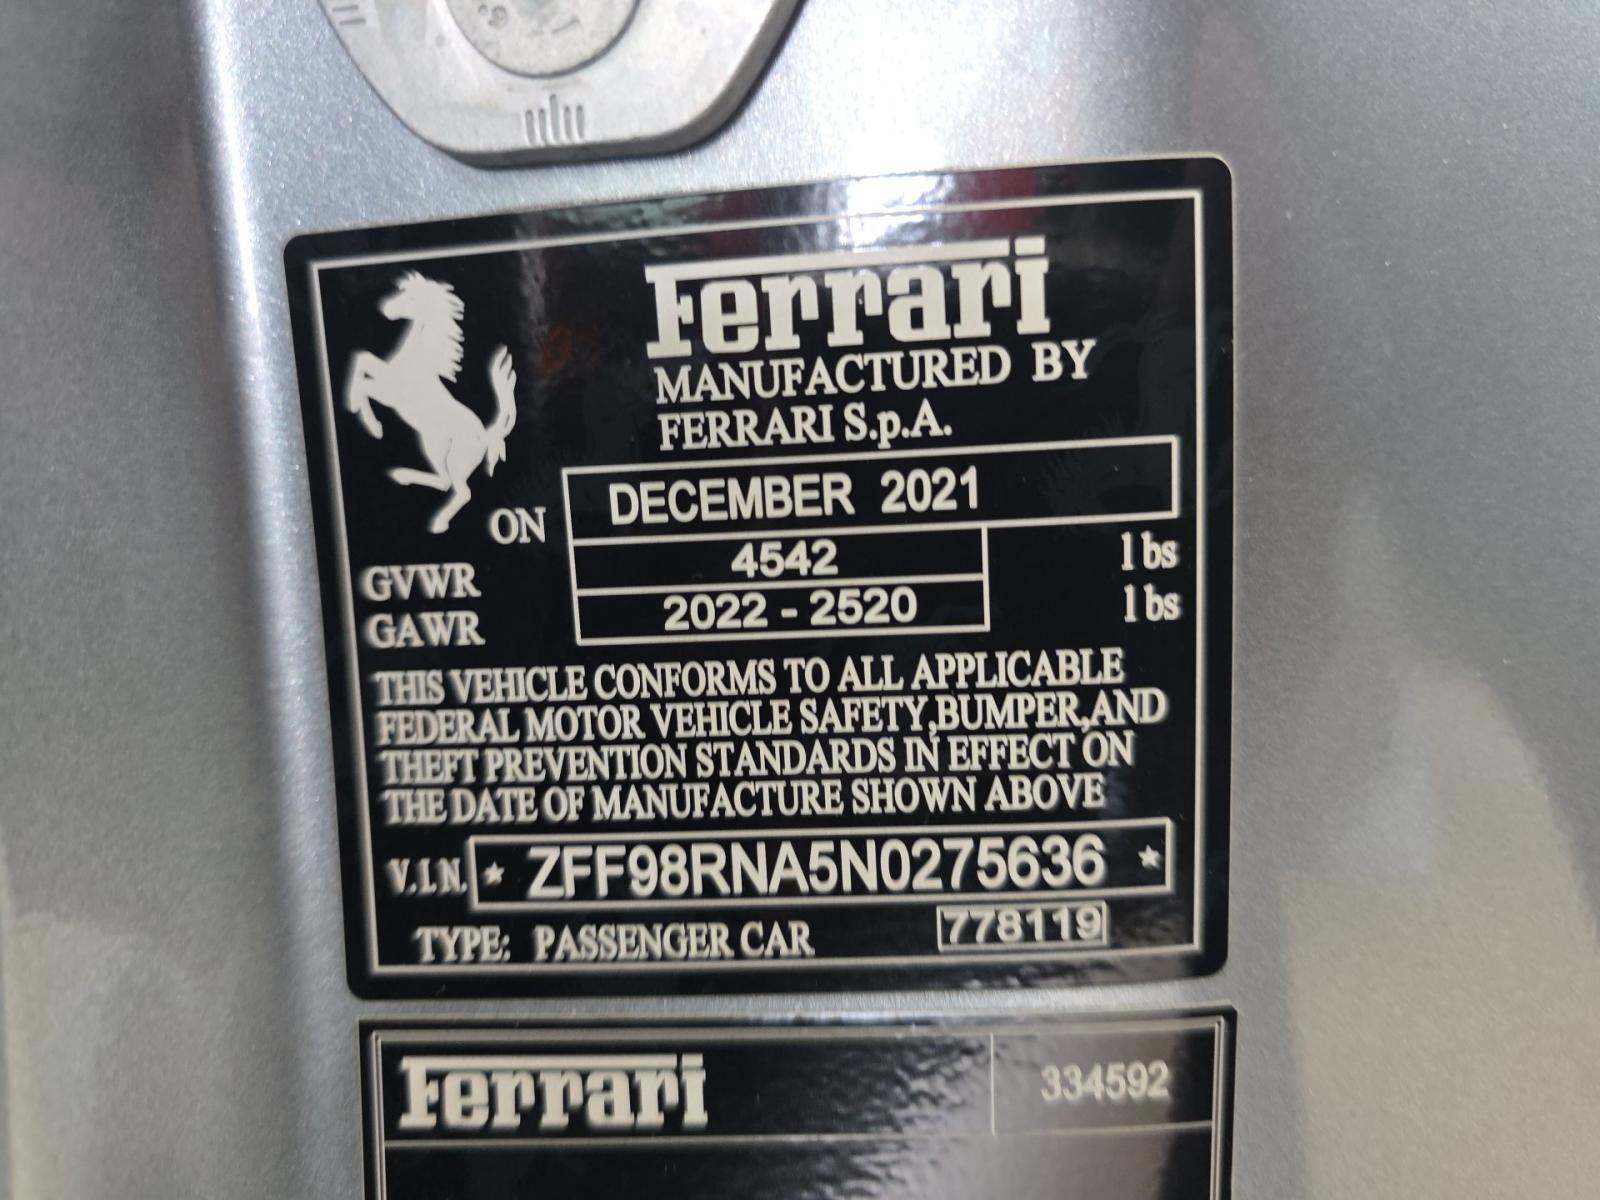 Ferrari
MANUFACTURED BY
FERRARI S.p.A.
ON DECEMBER 2021
GVWR 4542 lbs
GAWR 2022 - 2520 lbs
THIS VEHICLE CONFORMS TO ALL APPLICABLE
FEDERAL MOTOR VEHICLE SAFETY,BUMPER,AND
THEFT PREVENTION STANDARDS IN EFFECT ON
THE DATE OF MANUFACTURE SHOWN ABOVE
V.I.N. * ZFF98RNA5N0275636 *
TYPE: PASSENGER CAR 778119
Ferrari 334592